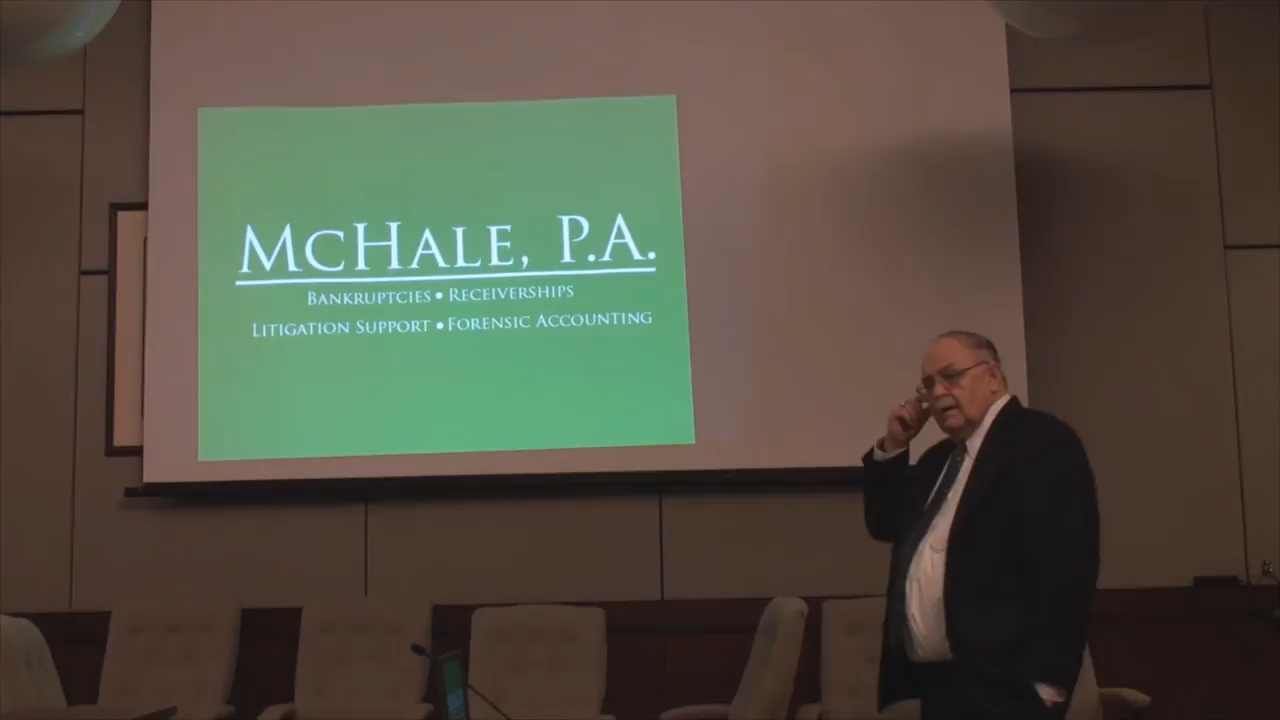 McHale, P.A.
Bankruptcies • Receiverships
Litigation Support • Forensic Accounting